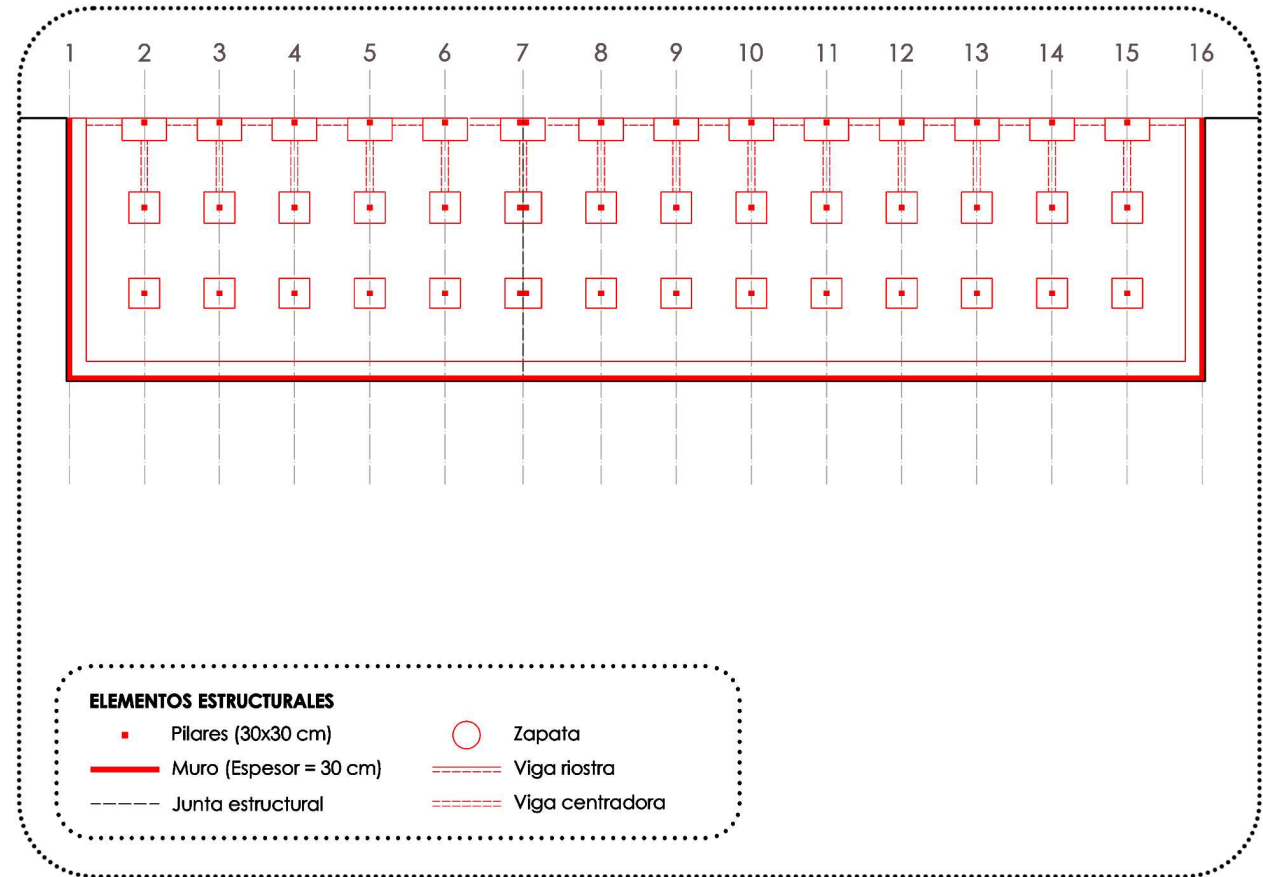 1 2 3 4 5 6 7 8 9 10 11 12 13 14 15 16
ELEMENTOS ESTRUCTURALES
Pilares (30x30 cm)
Muro (Espesor = 30 cm)
Junta estructural
Zapata
Viga riostra
Viga centradora